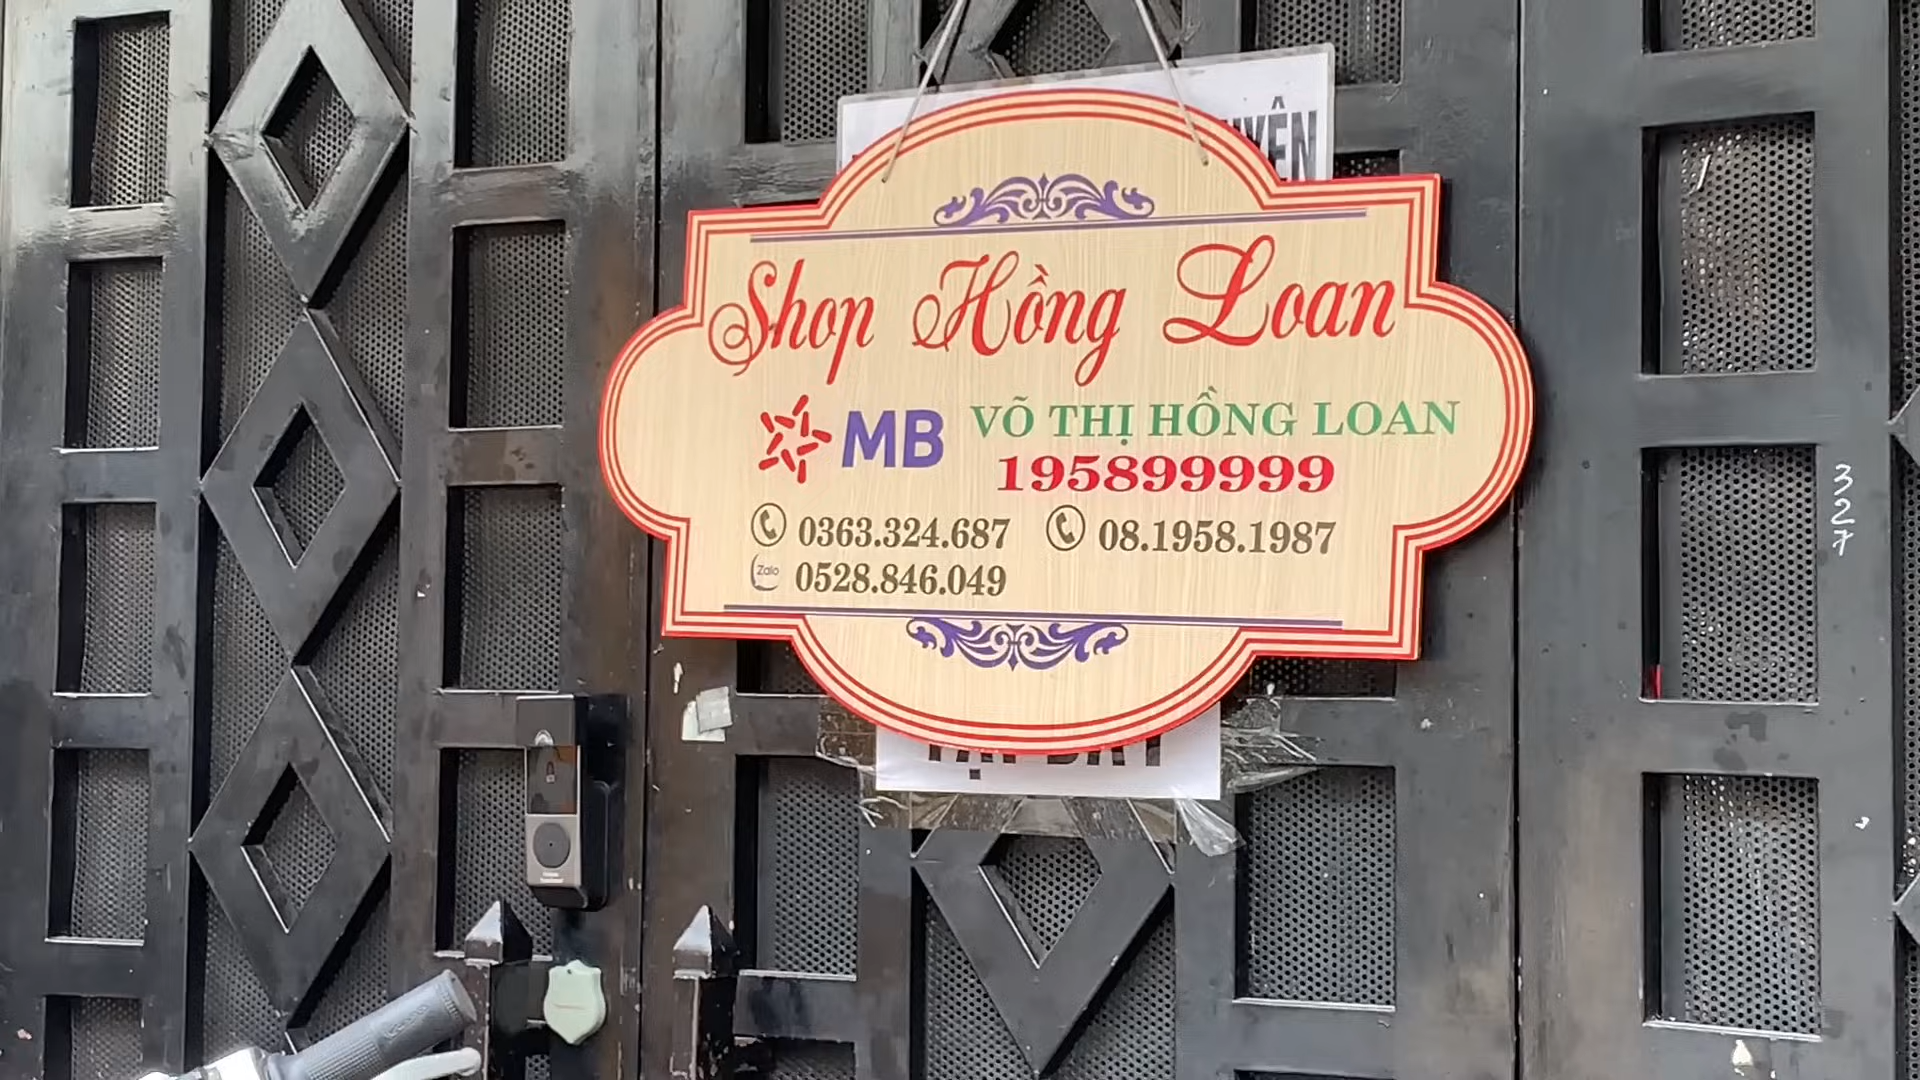 Shop Hồng Loan
MB VÕ THỊ HỒNG LOAN
195899999
0363.324.687 08.1958.1987
Zalo 0528.846.049
327